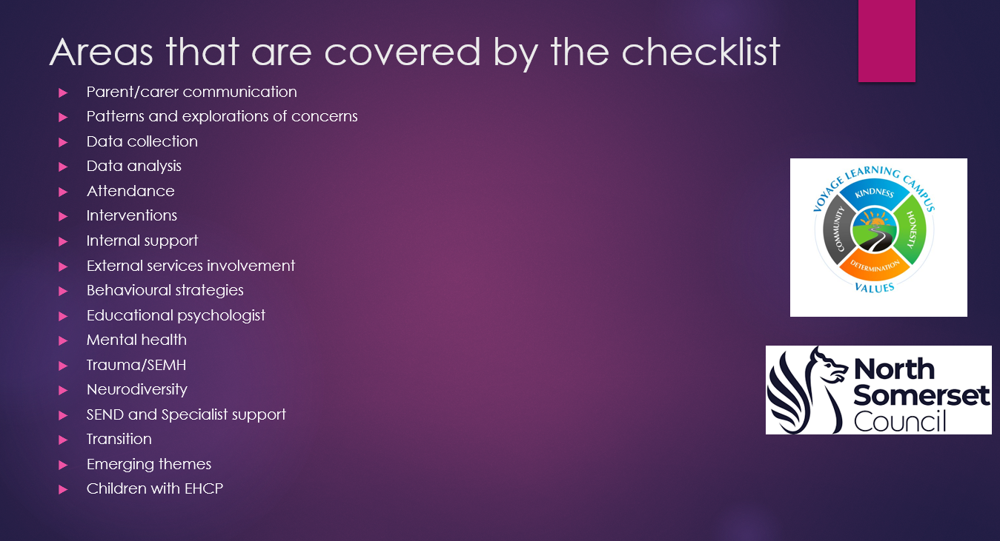 Areas that are covered by the checklist
Parent/carer communication
Patterns and explorations of concerns
Data collection
Data analysis
Attendance
Interventions
Internal support
External services involvement
Behavioural strategies
Educational psychologist
Mental health
Trauma/SEMH
Neurodiversity
SEND and Specialist support
Transition
Emerging themes
Children with EHCP
VOYAGE LEARNING CAMPUS
KINDNESS
COMMUNITY
HONESTY
DETERMINATION
VALUES
North
Somerset
Council